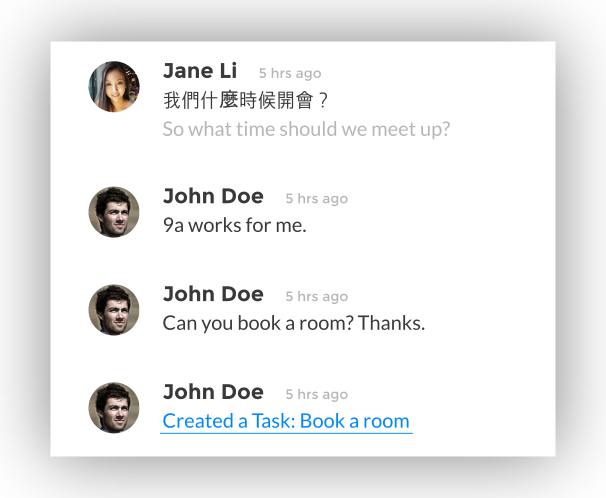 Jane Li 5 hrs ago
我們什麼時候開會？
So what time should we meet up?
John Doe 5 hrs ago
9a works for me.
John Doe 5 hrs ago
Can you book a room? Thanks.
John Doe 5 hrs ago
Created a Task: Book a room